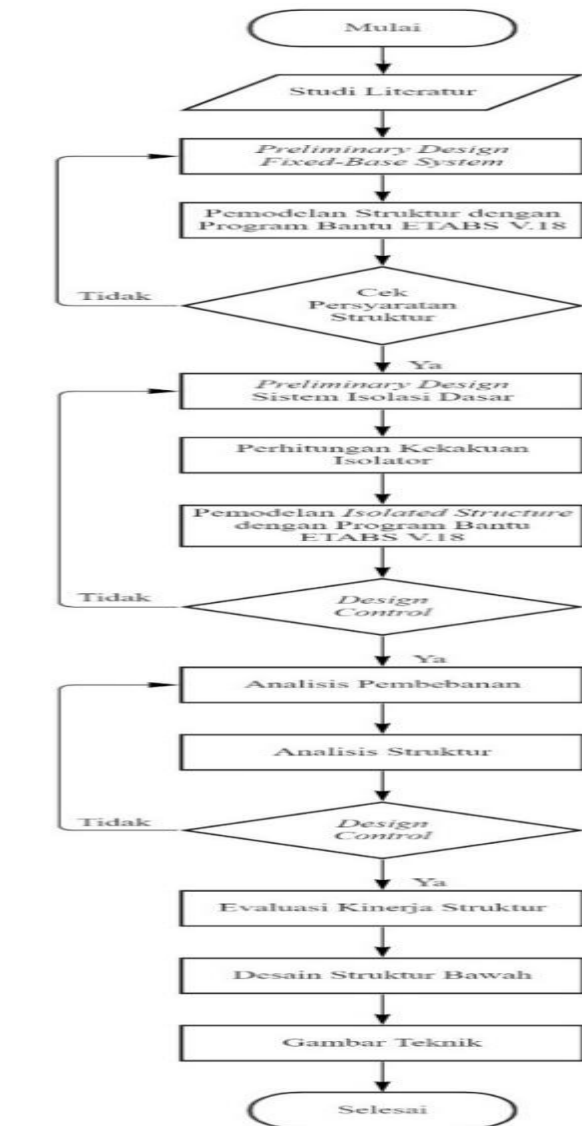 Mulai
Studi Literatur
Preliminary Design
Fixed-Base System
Pemodelan Struktur dengan
Program Bantu ETABS V.18
Tidak
Cek
Persyaratan
Struktur
Ya
Preliminary Design
Sistem Isolasi Dasar
Perhitungan Kekakuan
Isolator
Pemodelan Isolated Structure
dengan Program Bantu
ETABS V.18
Tidak
Design
Control
Ya
Analisis Pembebanan
Analisis Struktur
Tidak
Design
Control
Ya
Evaluasi Kinerja Struktur
Desain Struktur Bawah
Gambar Teknik
Selesai